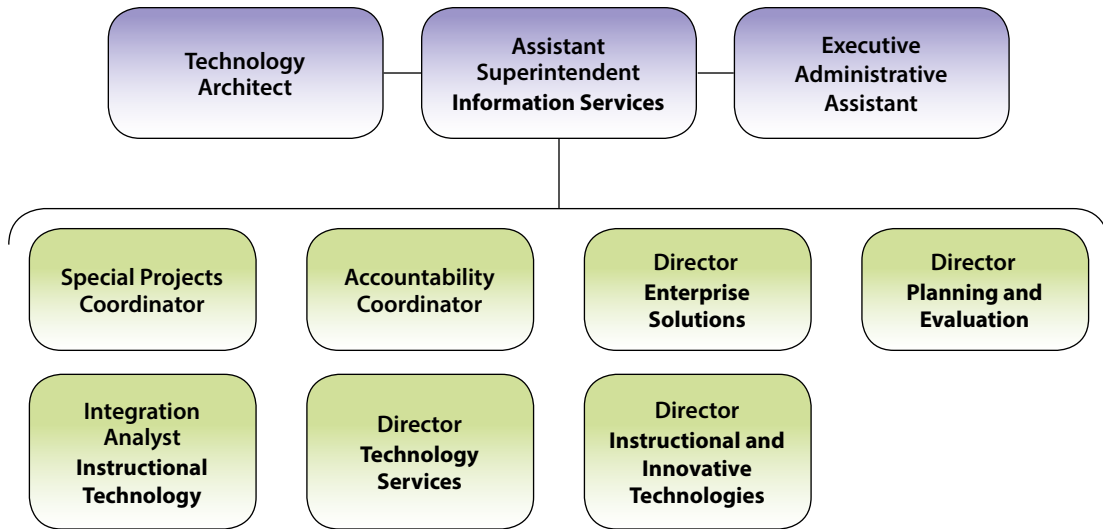 Technology
Architect
Assistant
Superintendent
Information Services
Executive
Administrative
Assistant
Special Projects
Coordinator
Accountability
Coordinator
Director
Enterprise
Solutions
Director
Planning and
Evaluation
Integration
Analyst
Instructional
Technology
Director
Technology
Services
Director
Instructional and
Innovative
Technologies